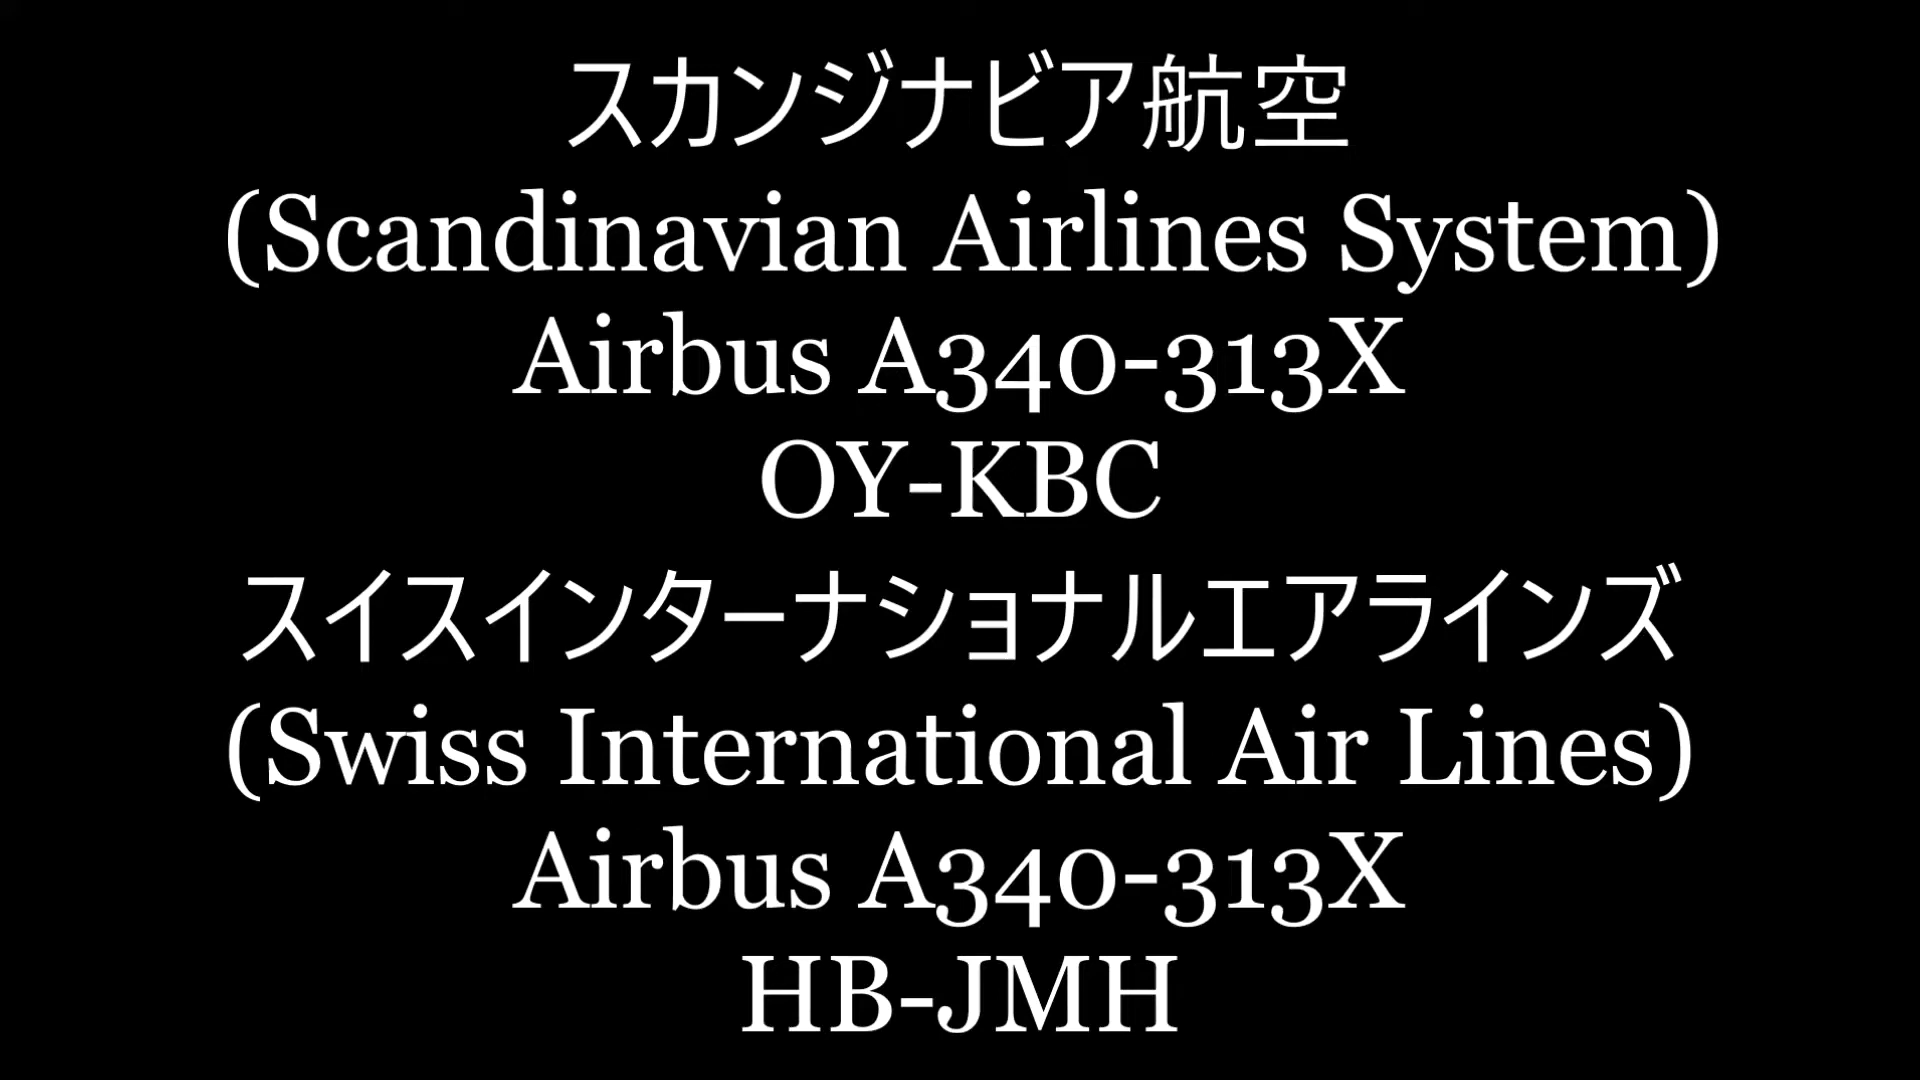 スカンジナビア航空
(Scandinavian Airlines System)
Airbus A340-313X
OY-KBC
スイスインターナショナルエアラインズ
(Swiss International Air Lines)
Airbus A340-313X
HB-JMH